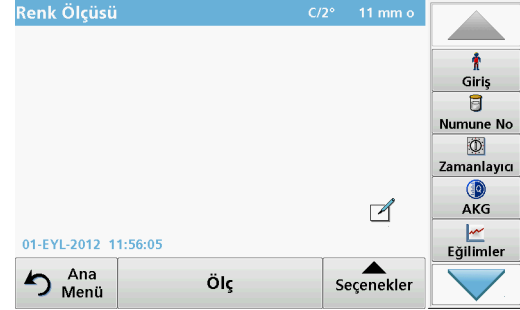 Renk Ölçüsü C/2° 11 mm o
Giriş
Numune No
Zamanlayıcı
AKG
Eğilimler
01-EYL-2012 11:56:05
Ana
Menü
Ölç
Seçenekler